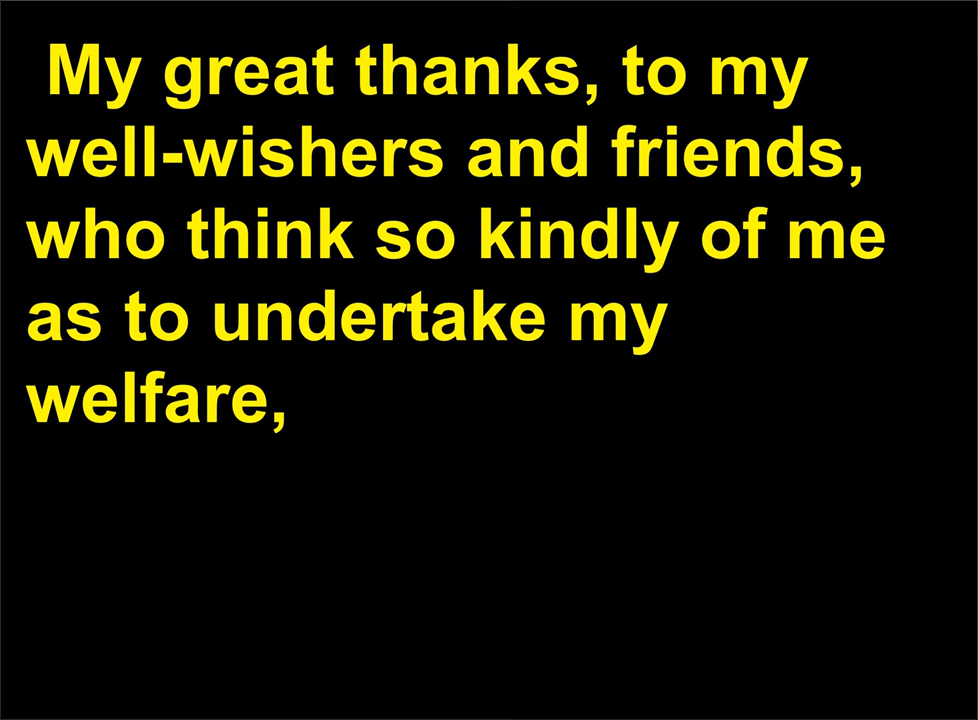 My great thanks, to my
well-wishers and friends,
who think so kindly of me
as to undertake my
welfare,